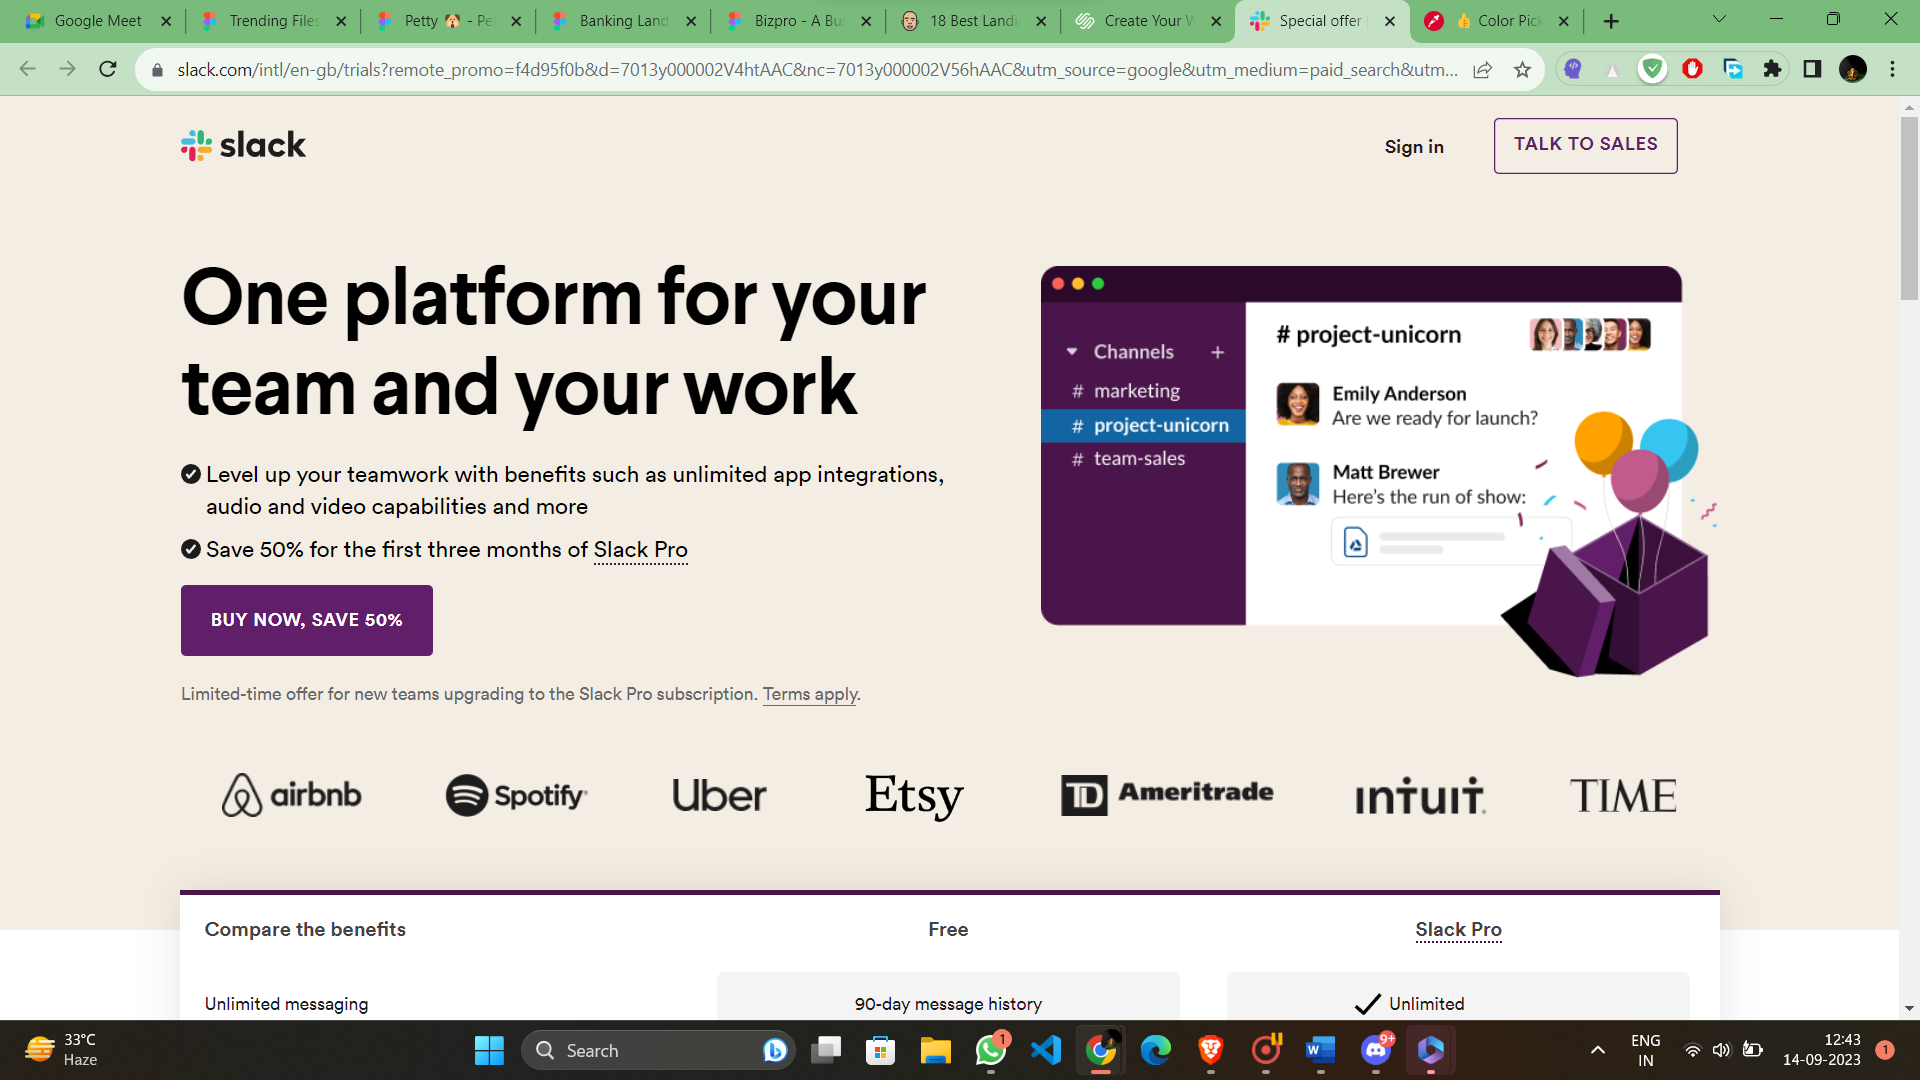 Google Meet
Trending Files
Petty
Banking Land
Bizpro - A Bus
18 Best Landi
Create Your W
Special offer
Color Pick
slack.com/intl/en-gb/trials?remote_promo=f4d95f0b&d=7013y000002V4htAAC&nc=7013y000002V56hAAC&utm_source=google&utm_medium=paid_search&utm...
slack
Sign in
TALK TO SALES
One platform for your
team and your work
Level up your teamwork with benefits such as unlimited app integrations,
audio and video capabilities and more
Save 50% for the first three months of Slack Pro
BUY NOW, SAVE 50%
Limited-time offer for new teams upgrading to the Slack Pro subscription. Terms apply.
Channels +
# marketing
# project-unicorn
# team-sales
# project-unicorn
Emily Anderson
Are we ready for launch?
Matt Brewer
Here's the run of show:
airbnb
Spotify
Uber
Etsy
TD Ameritrade
intuit.
TIME
Compare the benefits
Free
Slack Pro
Unlimited messaging
90-day message history
Unlimited
33°C
Haze
Search
1
9+
ENG
IN
12:43
14-09-2023
1